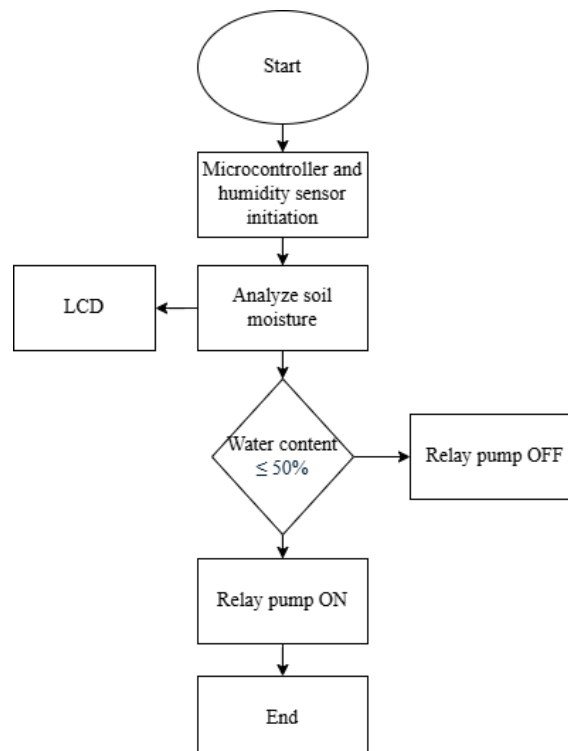 Start
Microcontroller and
humidity sensor
initiation
LCD
Analyze soil
moisture
Water content
≤ 50%
Relay pump OFF
Relay pump ON
End